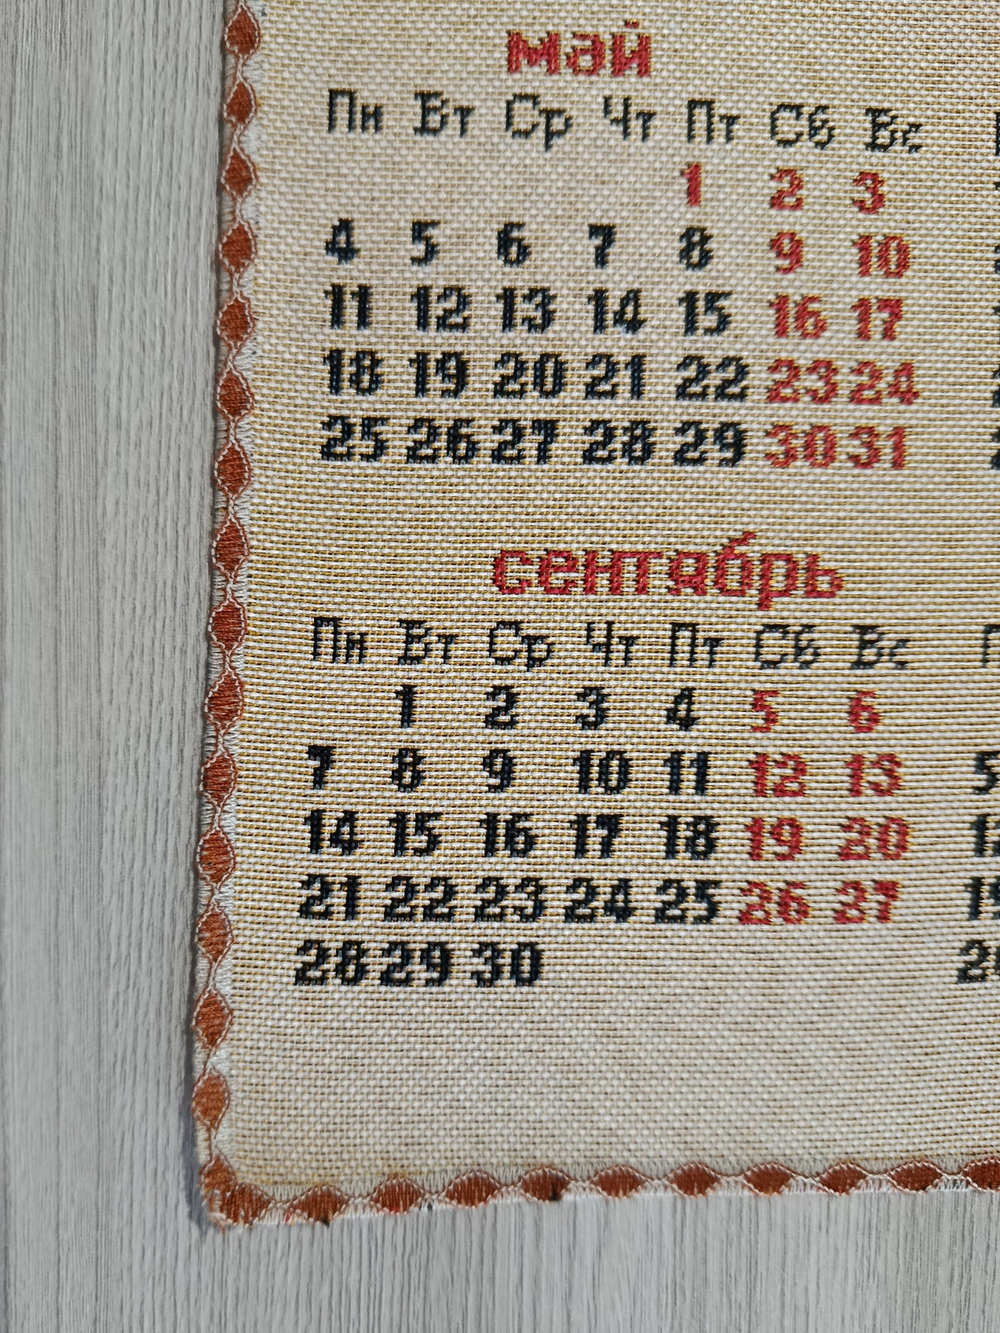 май
Пн Вт Ср Чт Пт Сб Вс
1 2 3
4 5 6 7 8 9 10
11 12 13 14 15 16 17
18 19 20 21 22 23 24
25 26 27 28 29 30 31
сентябрь
Пн Вт Ср Чт Пт Сб Вс
1 2 3 4 5 6
7 8 9 10 11 12 13 5
14 15 16 17 18 19 20
21 22 23 24 25 26 27
28 29 30